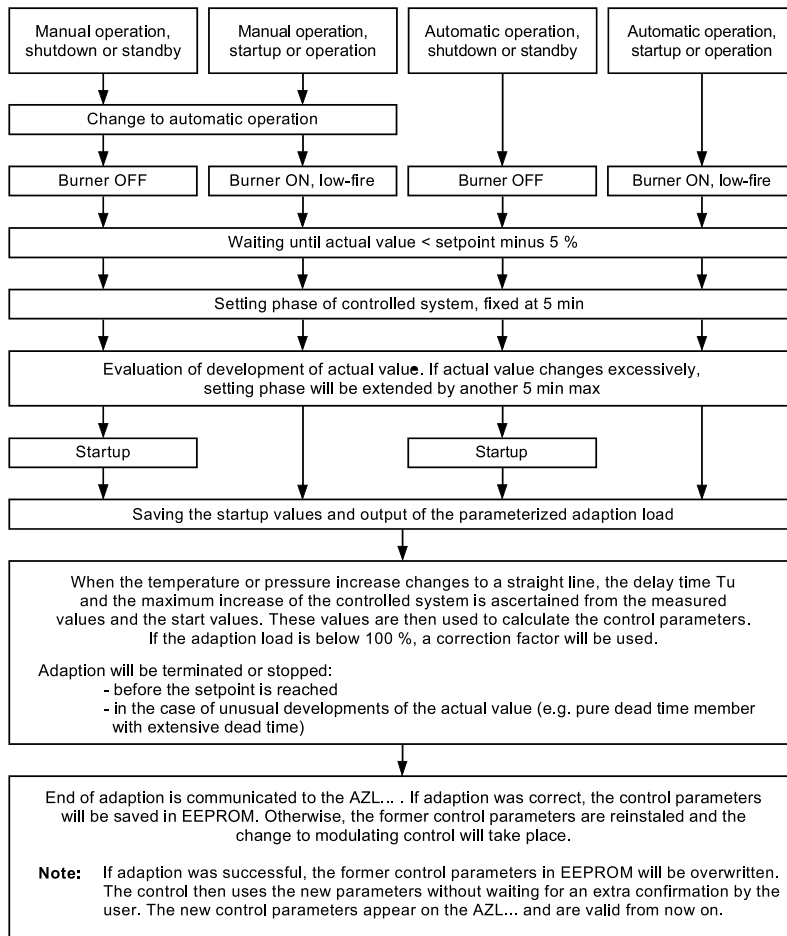 Manual operation,
shutdown or standby
Manual operation,
startup or operation
Automatic operation,
shutdown or standby
Automatic operation,
startup or operation
Change to automatic operation
Burner OFF
Burner ON, low-fire
Burner OFF
Burner ON, low-fire
Waiting until actual value < setpoint minus 5 %
Setting phase of controlled system, fixed at 5 min
Evaluation of development of actual value. If actual value changes excessively,
setting phase will be extended by another 5 min max
Startup
Startup
Saving the startup values and output of the parameterized adaption load
When the temperature or pressure increase changes to a straight line, the delay time Tu
and the maximum increase of the controlled system is ascertained from the measured
values and the start values. These values are then used to calculate the control parameters.
If the adaption load is below 100 %, a correction factor will be used.
Adaption will be terminated or stopped:
- before the setpoint is reached
- in the case of unusual developments of the actual value (e.g. pure dead time member
with extensive dead time)
End of adaption is communicated to the AZL... . If adaption was correct, the control parameters
will be saved in EEPROM. Otherwise, the former control parameters are reinstaled and the
change to modulating control will take place.
Note: If adaption was successful, the former control parameters in EEPROM will be overwritten.
The control then uses the new parameters without waiting for an extra confirmation by the
user. The new control parameters appear on the AZL... and are valid from now on.